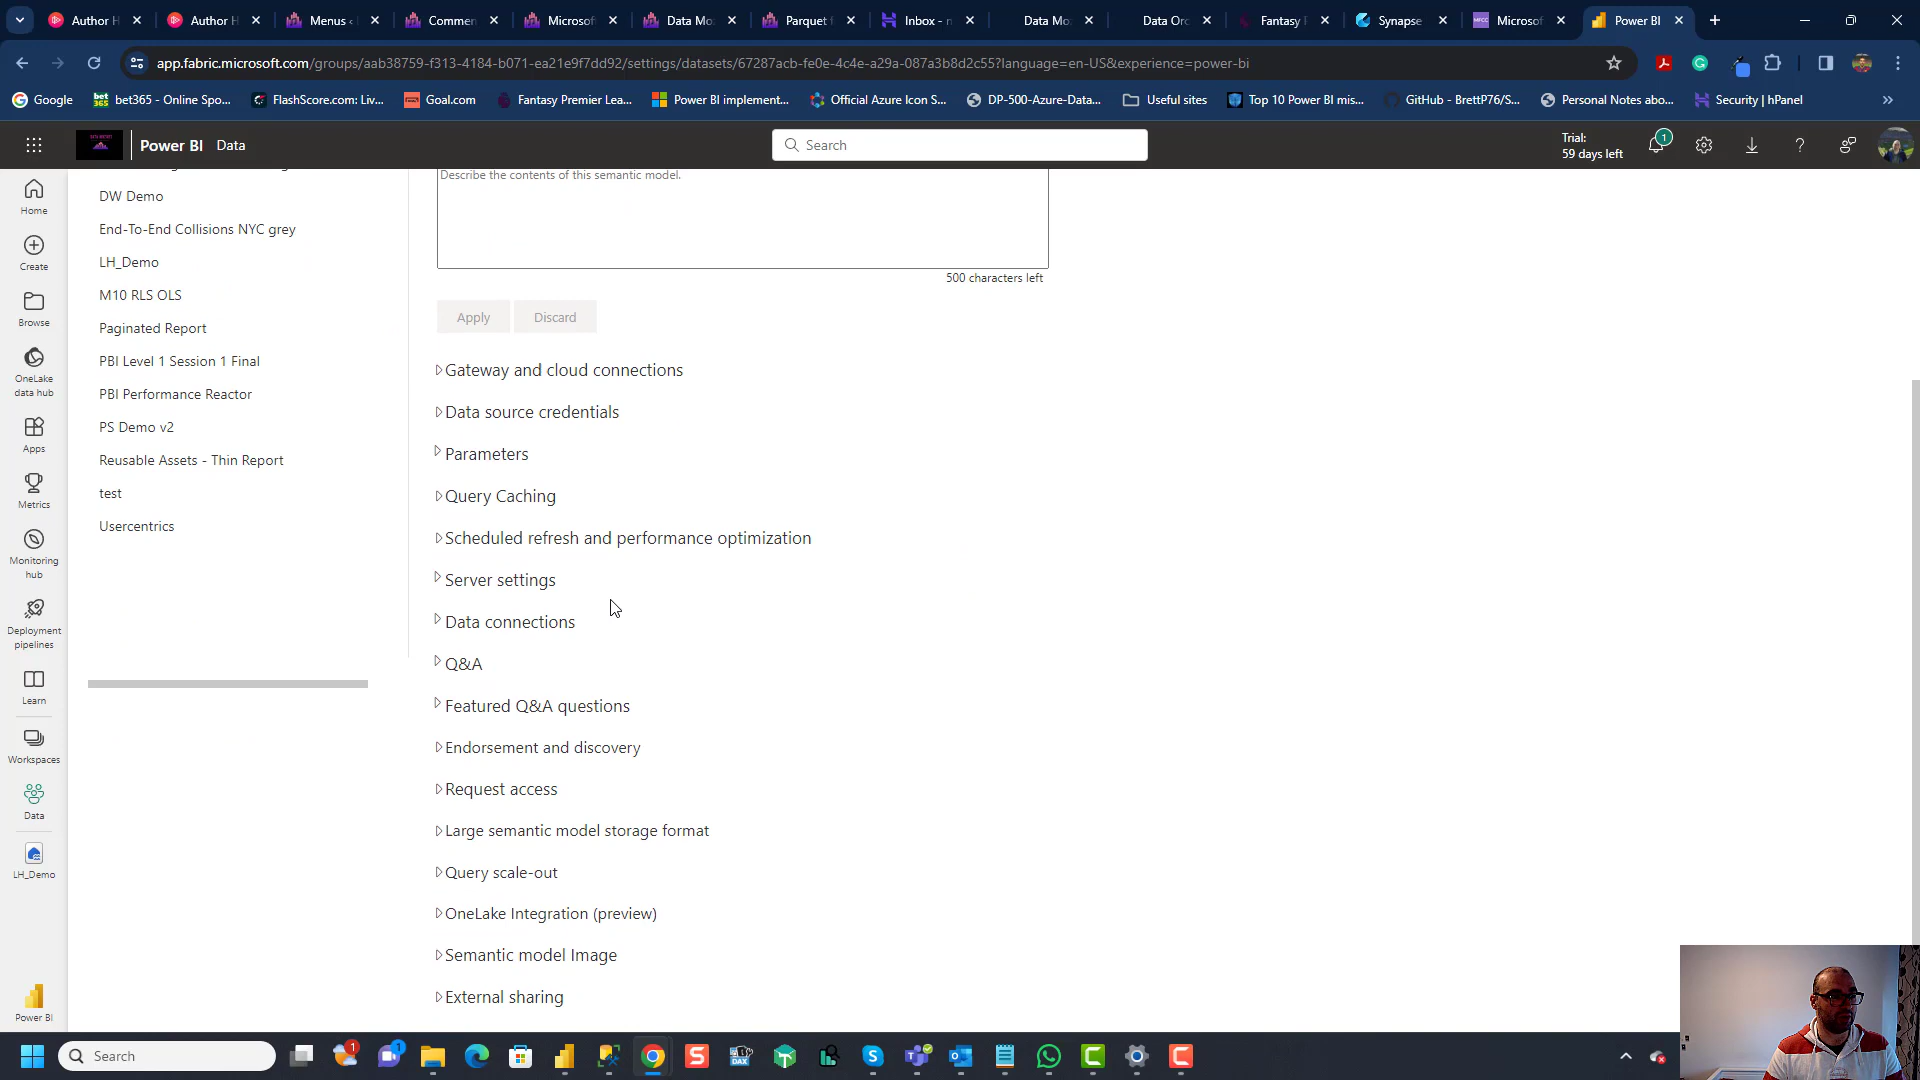 Author H
Author H
Menus
Commen
Microsof
Data Mo
Parquet f
Inbox - n
Data Mo
Data Orc
Fantasy F
Synapse
Microsof
Power BI
app.fabric.microsoft.com/groups/aab38759-f313-4184-b071-ea21e9f7dd92/settings/datasets/67287acb-fe0e-4c4e-a29a-087a3b8d2c55?language=en-US&experience=power-bi
Google
bet365 - Online Spo...
FlashScore.com: Liv...
Goal.com
Fantasy Premier Lea...
Power BI implement...
Official Azure Icon S...
DP-500-Azure-Data...
Useful sites
Top 10 Power BI mis...
GitHub - BrettP76/S...
Personal Notes abo...
Security | hPanel
Power BI Data
Search
Trial:
59 days left
1
Home
Create
Browse
OneLake
data hub
Apps
Metrics
Monitoring
hub
Deployment
pipelines
Learn
Workspaces
Data
LH_Demo
Power BI
DW Demo
End-To-End Collisions NYC grey
LH_Demo
M10 RLS OLS
Paginated Report
PBI Level 1 Session 1 Final
PBI Performance Reactor
PS Demo v2
Reusable Assets - Thin Report
test
Usercentrics
Describe the contents of this semantic model.
500 characters left
Apply
Discard
Gateway and cloud connections
Data source credentials
Parameters
Query Caching
Scheduled refresh and performance optimization
Server settings
Data connections
Q&A
Featured Q&A questions
Endorsement and discovery
Request access
Large semantic model storage format
Query scale-out
OneLake Integration (preview)
Semantic model Image
External sharing
Search
1
1